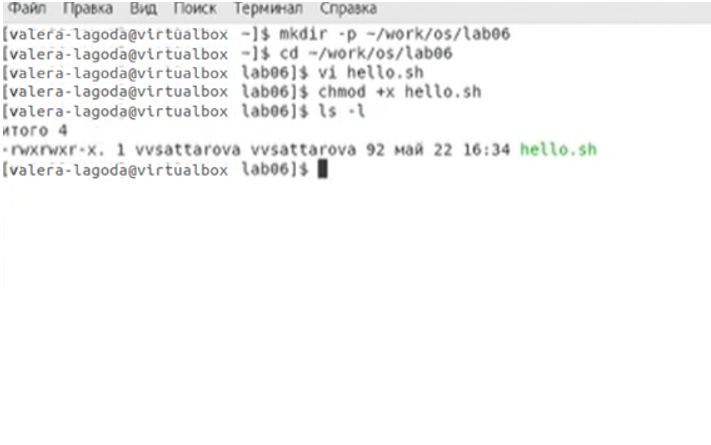 Файл Правка Вид Поиск Терминал Справка
[valera-lagoda@virtualbox ~]$ mkdir -p ~/work/os/lab06
[valera-lagoda@virtualbox ~]$ cd ~/work/os/lab06
[valera-lagoda@virtualbox lab06]$ vi hello.sh
[valera-lagoda@virtualbox lab06]$ chmod +x hello.sh
[valera-lagoda@virtualbox lab06]$ ls -l
итого 4
-rwxrwxr-x. 1 vvsattarova vvsattarova 92 май 22 16:34 hello.sh
[valera-lagoda@virtualbox lab06]$